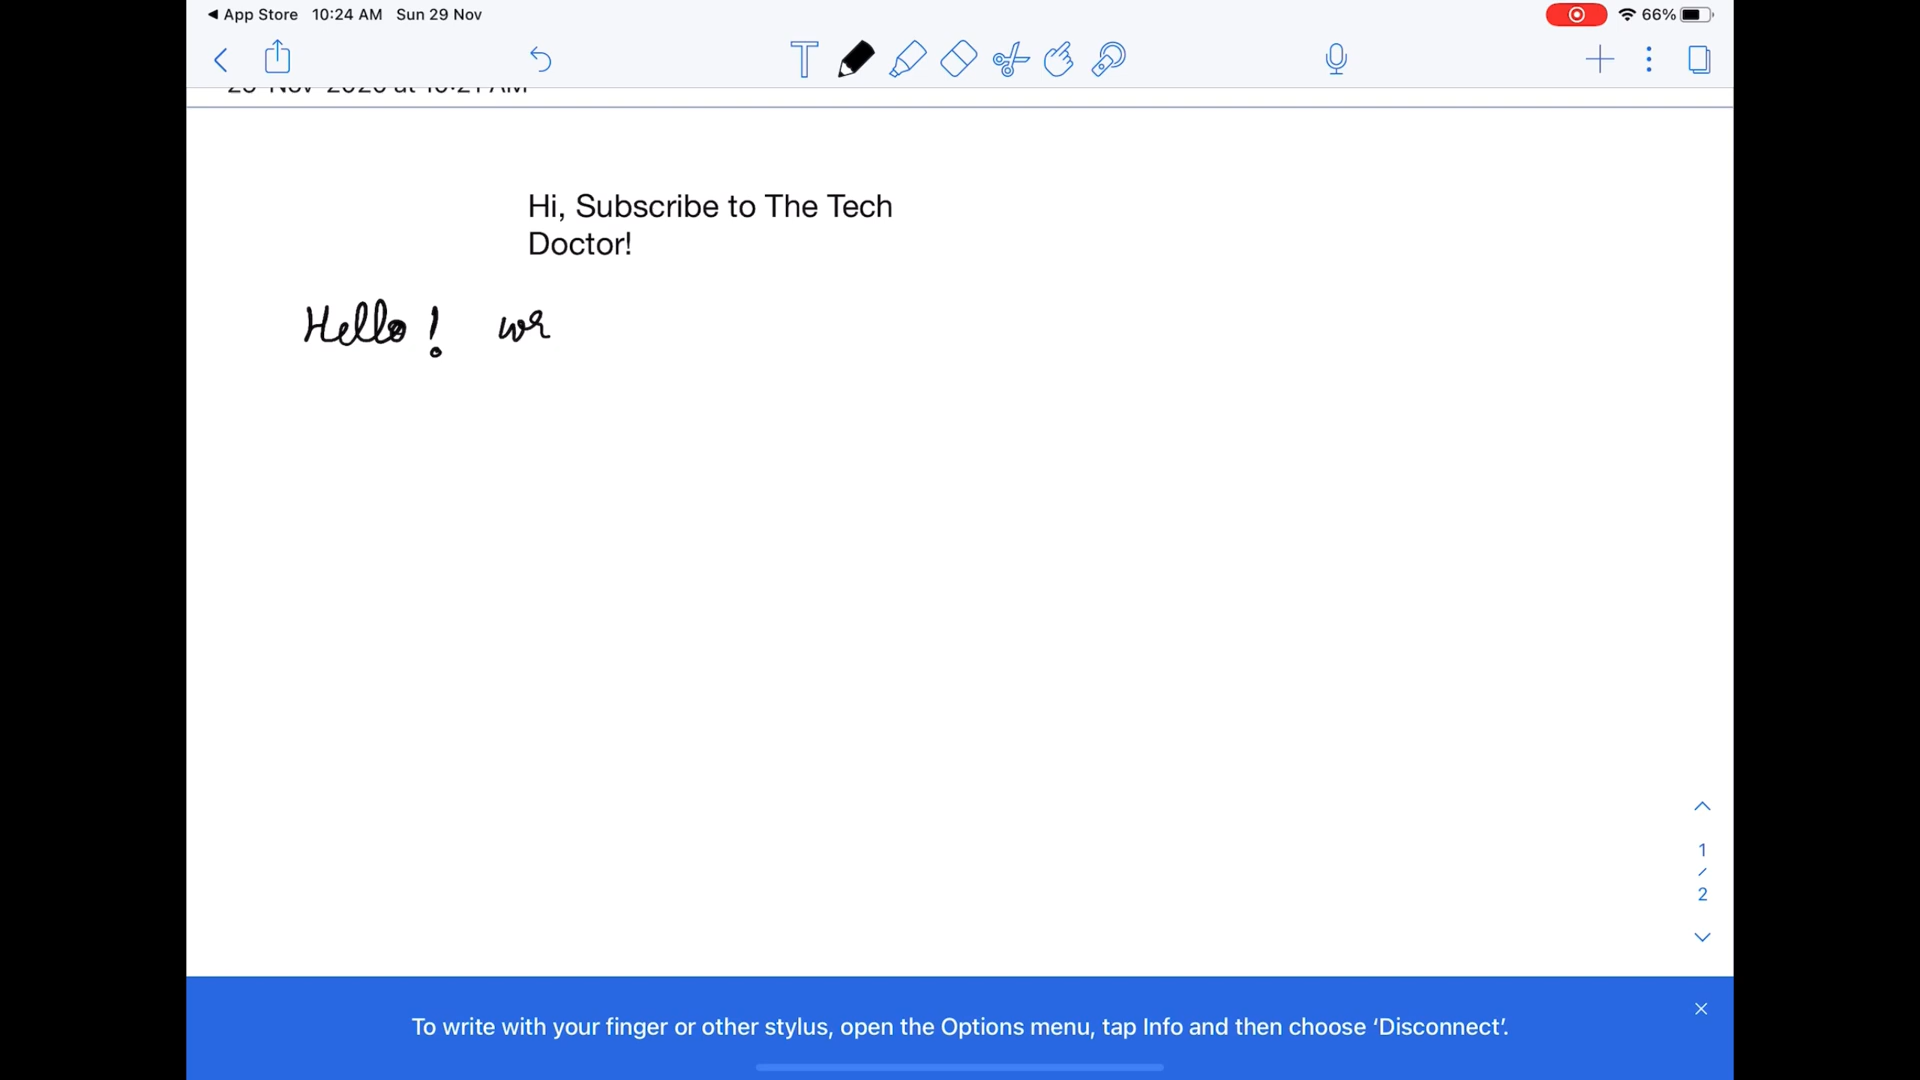 App Store 10:24 AM Sun 29 Nov 66%
T
Hi, Subscribe to The Tech
Doctor!
Hello! wr
1
/
2
To write with your finger or other stylus, open the Options menu, tap Info and then choose ‘Disconnect’.